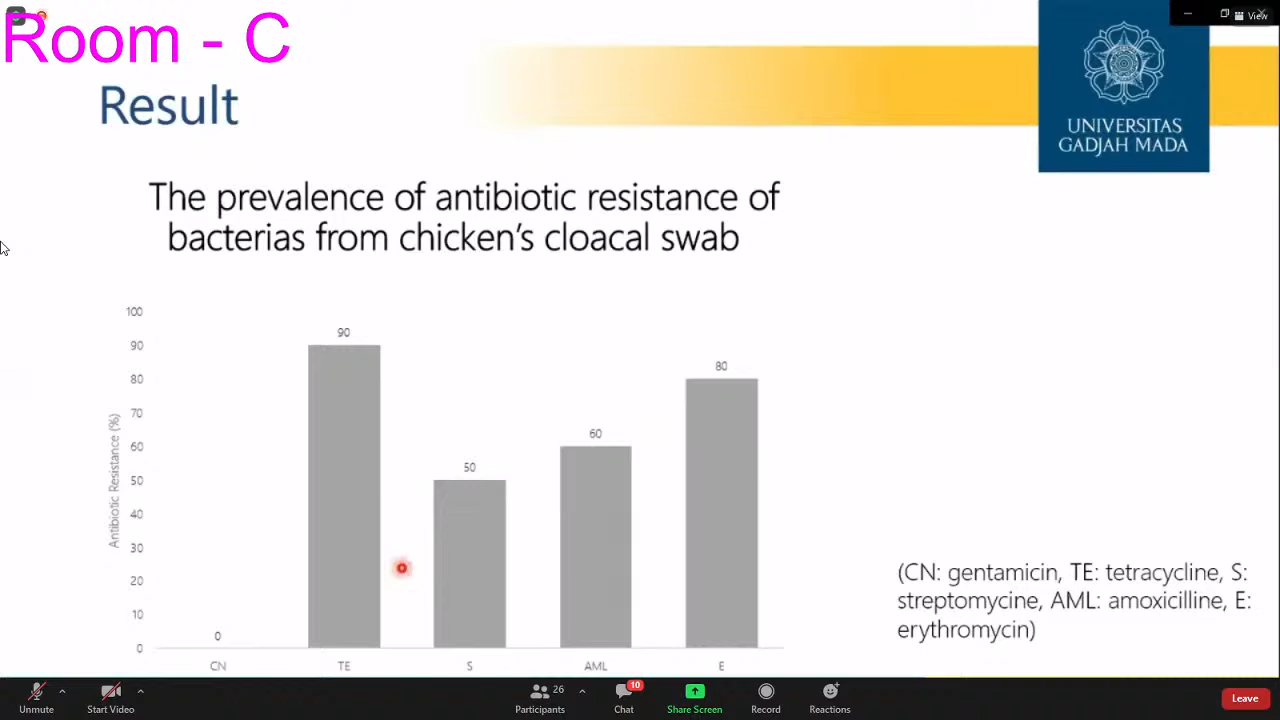 Room - C
View
Result
UNIVERSITAS
GADJAH MADA
The prevalence of antibiotic resistance of
bacterias from chicken's cloacal swab
Antibiotic Resistance (%)
100
90
80
70
60
50
40
30
20
10
0
0
90
50
60
80
CN
TE
S
AML
E
(CN: gentamicin, TE: tetracycline, S:
streptomycine, AML: amoxicilline, E:
erythromycin)
Unmute
Start Video
26
Participants
10
Chat
Share Screen
Record
Reactions
Leave